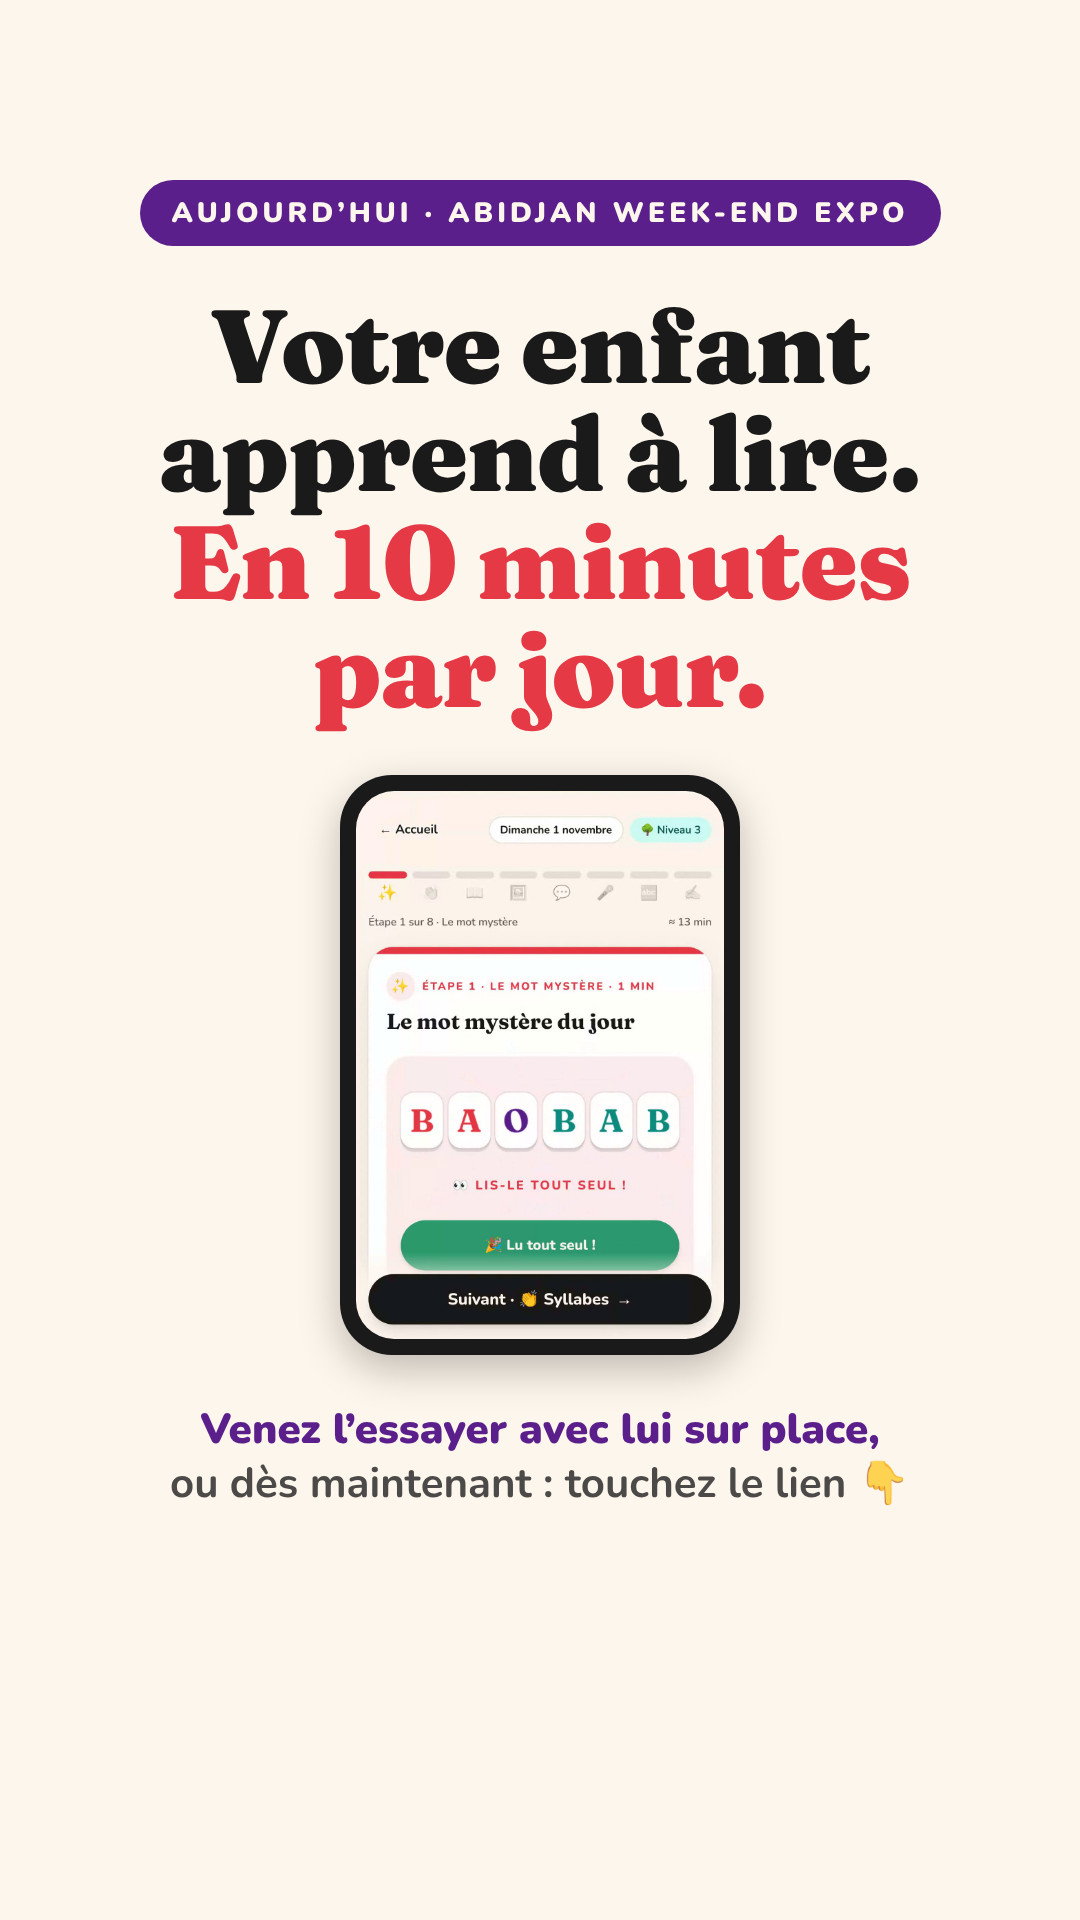 AUJOURD’HUI · ABIDJAN WEEK-END EXPO
Votre enfant
apprend à lire.
En 10 minutes
par jour.
← Accueil
Dimanche 1 novembre
Niveau 3
Étape 1 sur 8 · Le mot mystère
≈ 13 min
ÉTAPE 1 · LE MOT MYSTÈRE · 1 MIN
Le mot mystère du jour
B A O B A B
👀 LIS-LE TOUT SEUL !
🎉 Lu tout seul !
Suivant · 👏 Syllabes →
Venez l’essayer avec lui sur place,
ou dès maintenant : touchez le lien 👇